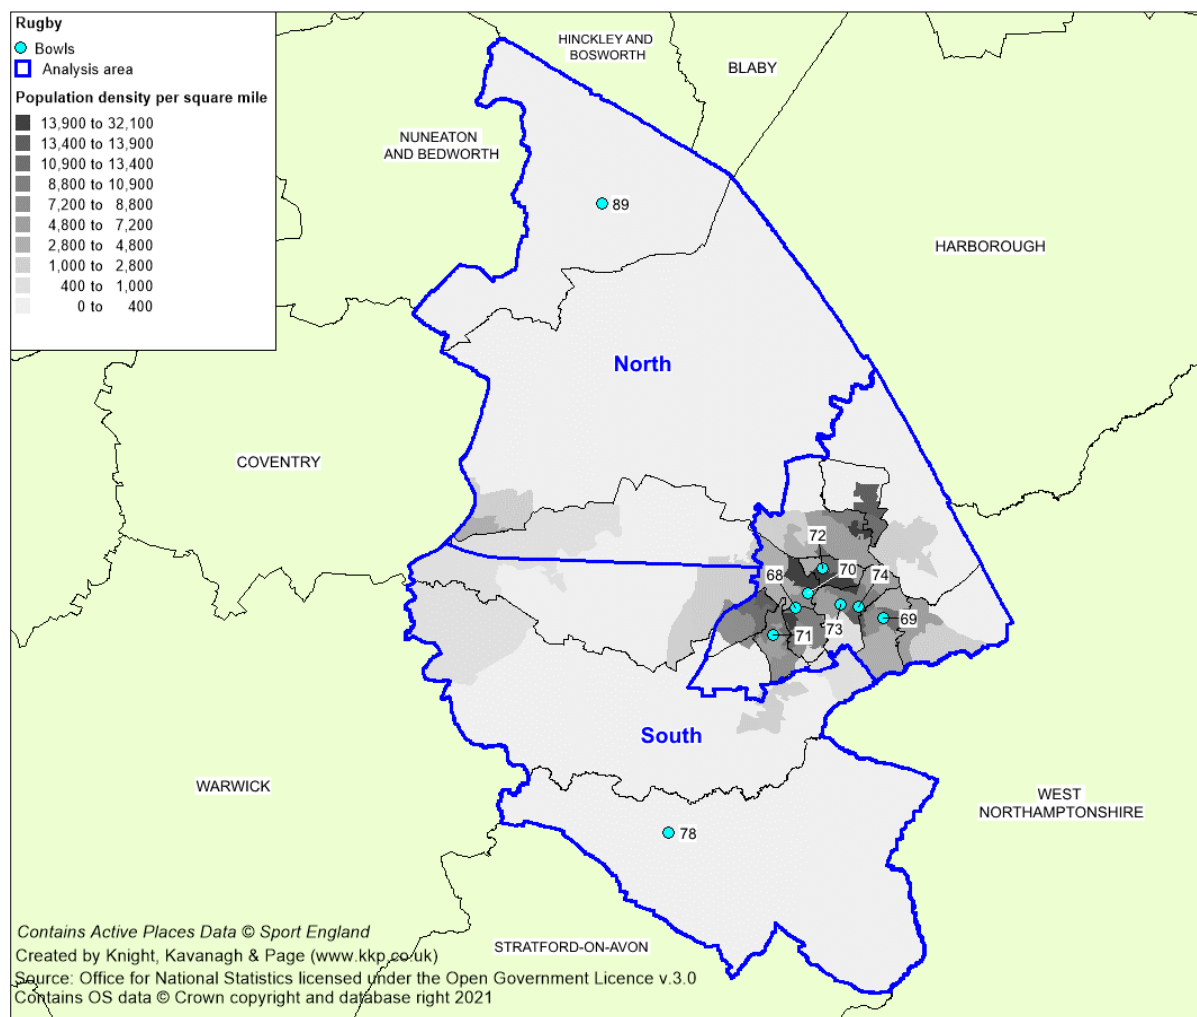 Rugby
Bowls
Analysis area
Population density per square mile
13,900 to 32,100
13,400 to 13,900
10,900 to 13,400
8,800 to 10,900
7,200 to 8,800
4,800 to 7,200
2,800 to 4,800
1,000 to 2,800
400 to 1,000
0 to 400
HINCKLEY AND
BOSWORTH
BLABY
NUNEATON
AND BEDWORTH
89
HARBOROUGH
North
COVENTRY
72
68
70
74
69
73
71
South
WARWICK
WEST
NORTHAMPTONSHIRE
78
STRATFORD-ON-AVON
Contains Active Places Data © Sport England
Created by Knight, Kavanagh & Page (www.kkp.co.uk)
Source: Office for National Statistics licensed under the Open Government Licence v.3.0
Contains OS data © Crown copyright and database right 2021